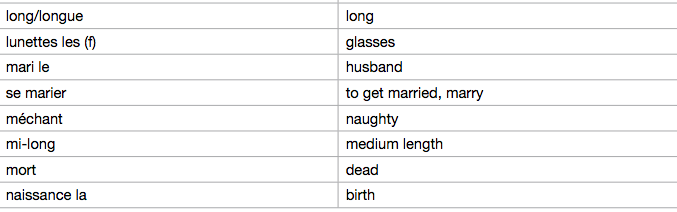 long/longue long
lunettes les (f) glasses
mari le husband
se marier to get married, marry
méchant naughty
mi-long medium length
mort dead
naissance la birth